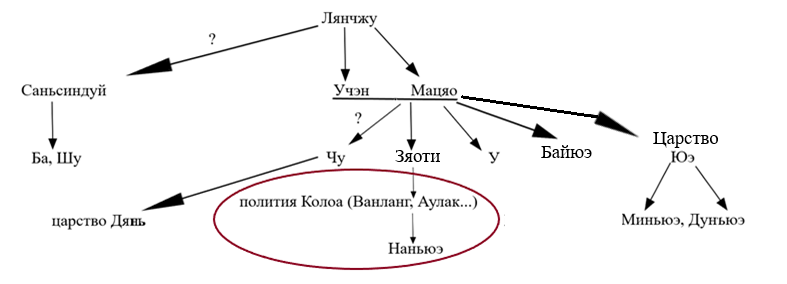 Лянчжу
?
Саньсиндуй
Учэн Мацяо
?
Ба, Шу
Чу
Зяоти
У
Байюэ
Царство
Юэ
царство Дянь
полития Колоа (Ванланг, Аулак...)
Миньюэ, Дунъюэ
Наньюэ